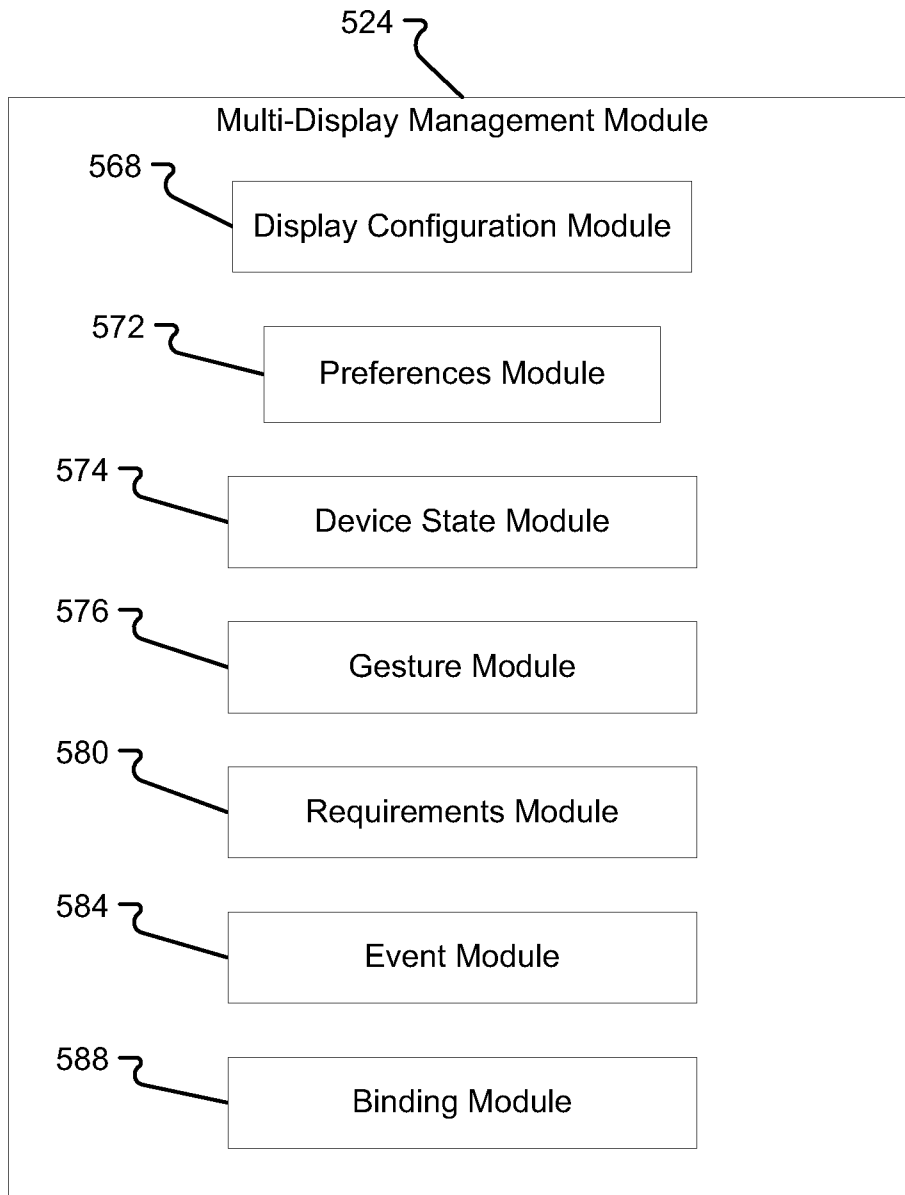 524
Multi-Display Management Module
568
Display Configuration Module
572
Preferences Module
574
Device State Module
576
Gesture Module
580
Requirements Module
584
Event Module
588
Binding Module